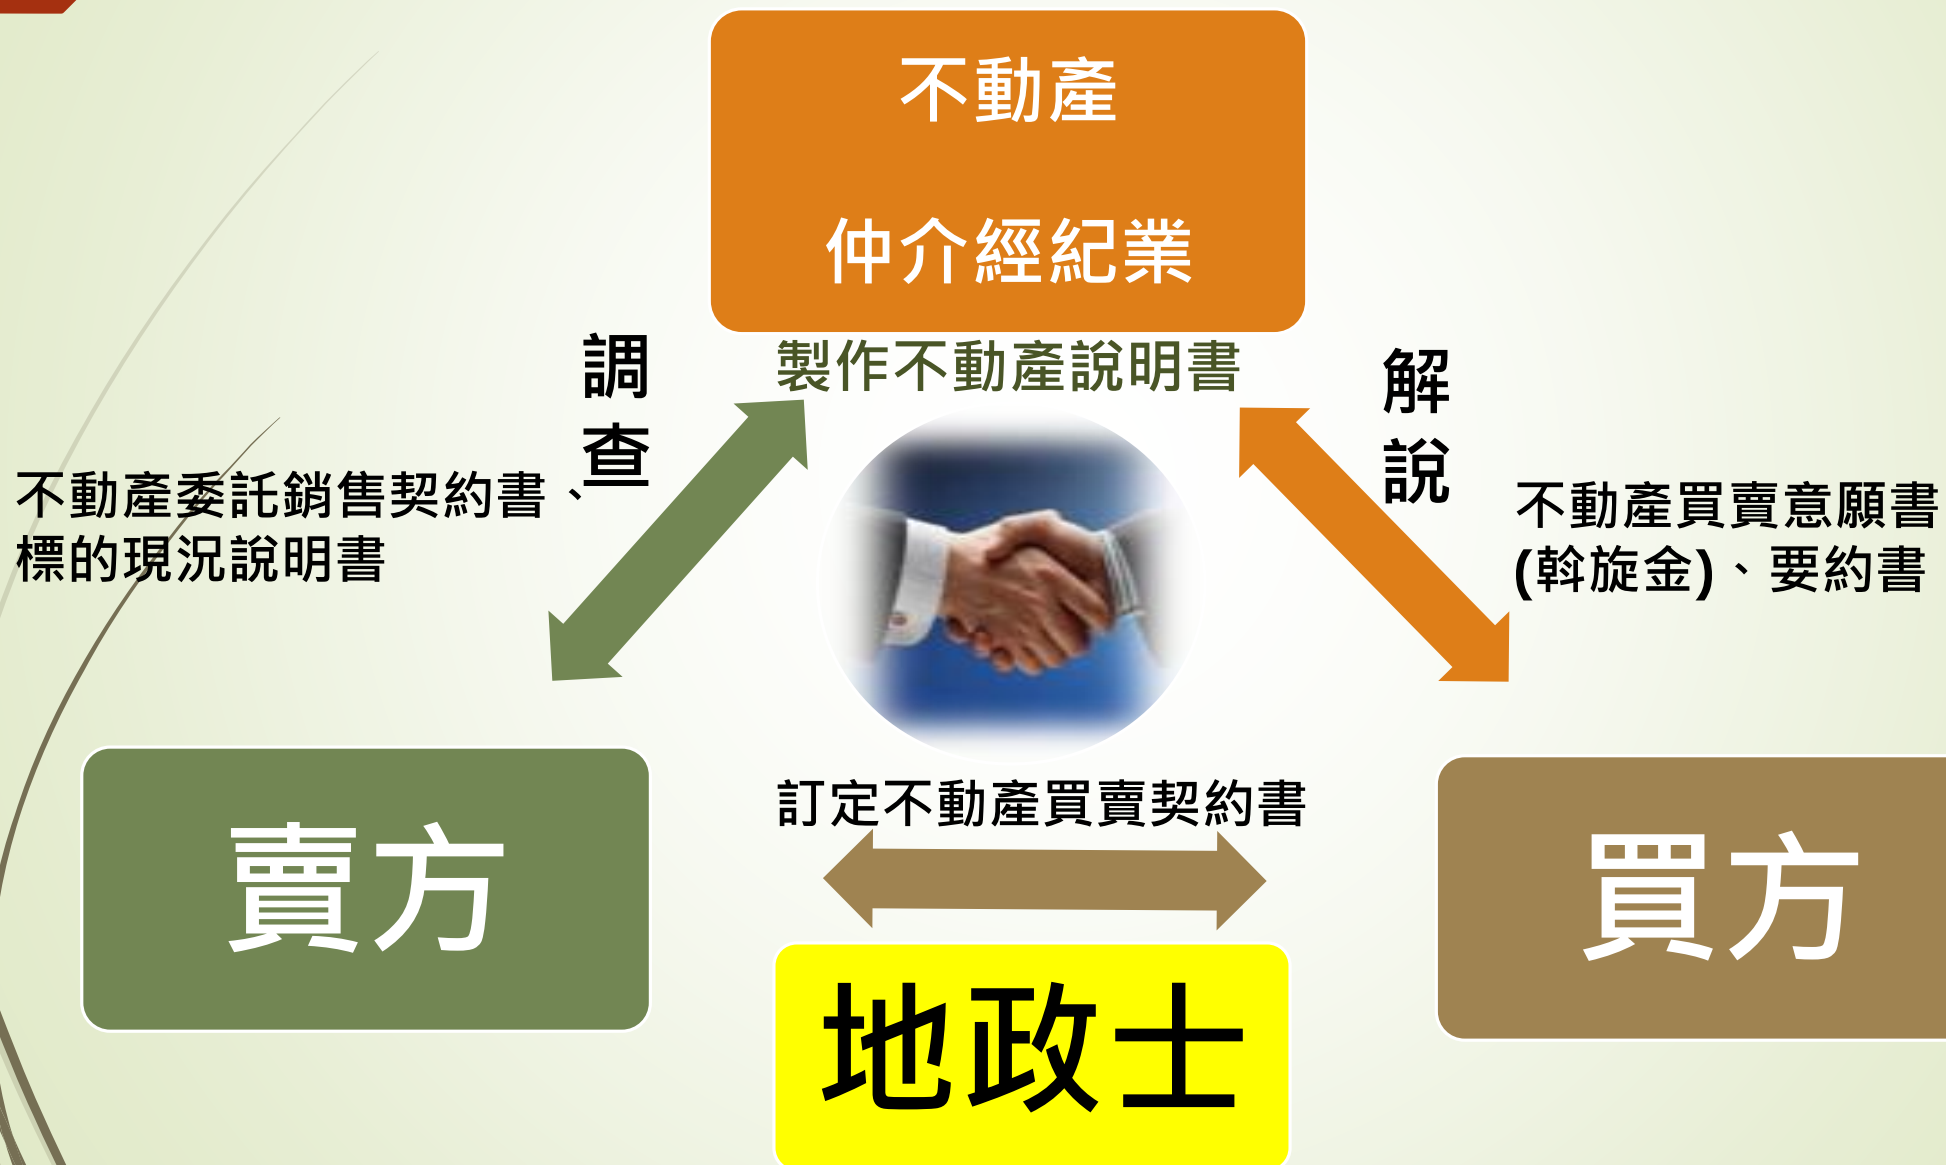 不動產
仲介經紀業
製作不動產說明書
調
查
解
說
不動產委託銷售契約書、
標的現況說明書
不動產買賣意願書
(斡旋金)、要約書
訂定不動產買賣契約書
賣方
買方
地政士